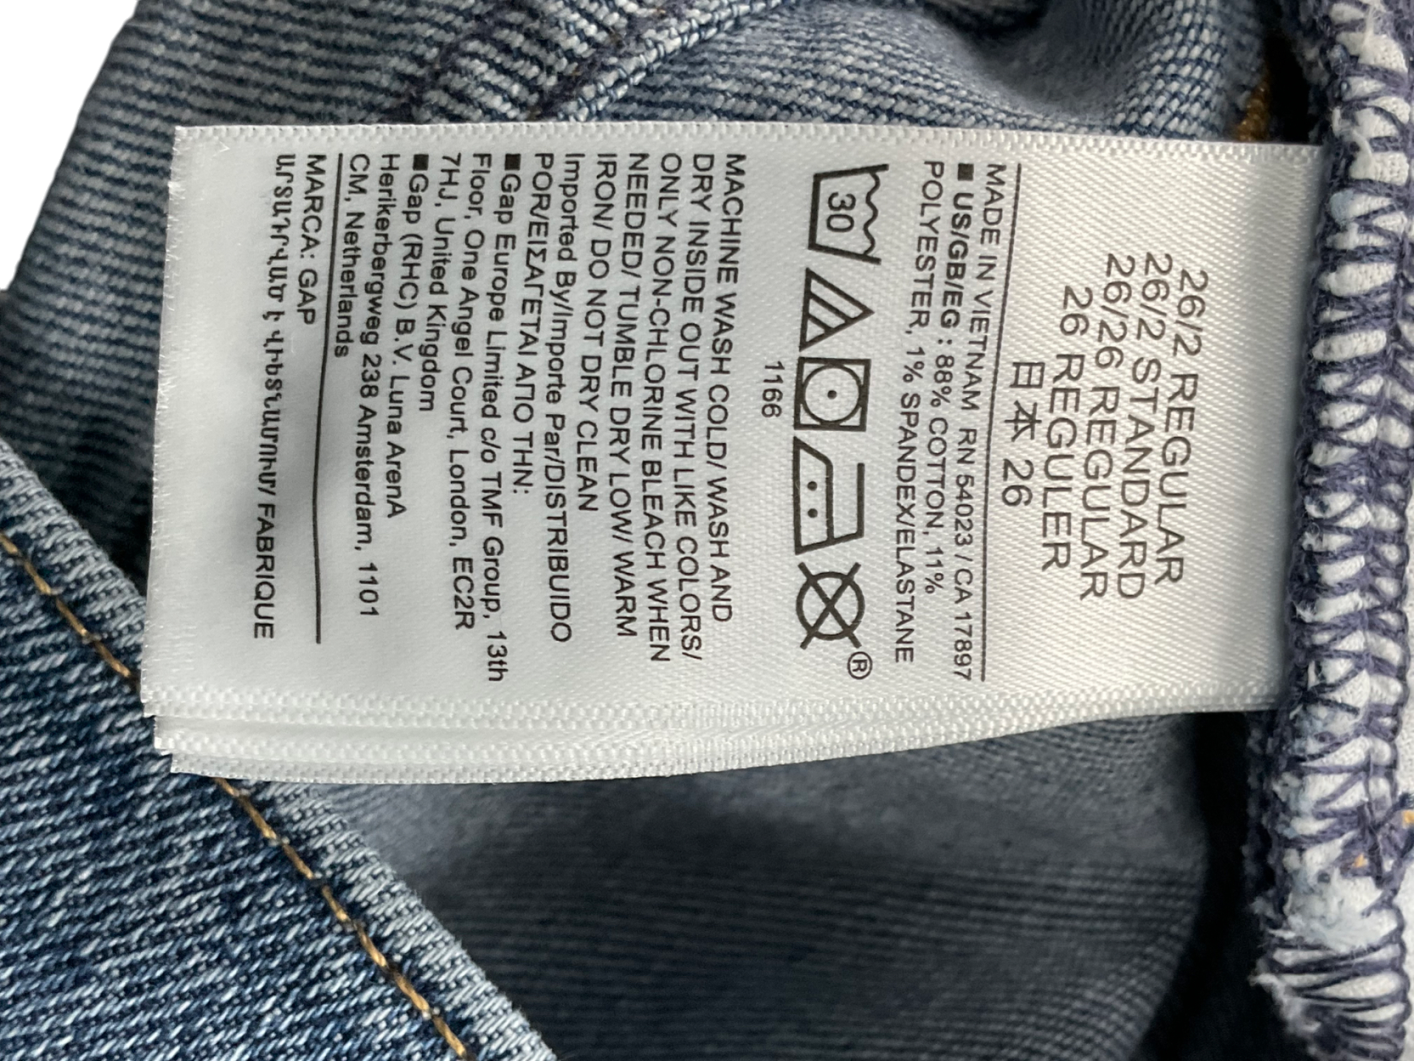 26/2 REGULAR
26/2 STANDARD
26/26 REGULAR
26 REGULER
日本 26
MADE IN VIETNAM RN 54023 / CA 17897
■ US/GB/EG : 88% COTTON, 11%
POLYESTER, 1% SPANDEX/ELASTANE
30
®
1166
MACHINE WASH COLD/ WASH AND
DRY INSIDE OUT WITH LIKE COLORS/
ONLY NON-CHLORINE BLEACH WHEN
NEEDED/ TUMBLE DRY LOW/ WARM
IRON/ DO NOT DRY CLEAN
Imported By/Importe Par/DISTRIBUIDO
POR/ΕΙΣΑΓΕΤΑΙ ΑΠΟ ΤΗΝ:
■Gap Europe Limited c/o TMF Group, 13th
Floor, One Angel Court, London, EC2R
7HJ, United Kingdom
■Gap (RHC) B.V. Luna ArenA
Herikerbergweg 238 Amsterdam, 1101
CM, Netherlands
MARCA: GAP
ԱՐՏԱԴՐՎԱԾ Է ՎԻԵՏՆԱՄՈՒՄ FABRIQUE